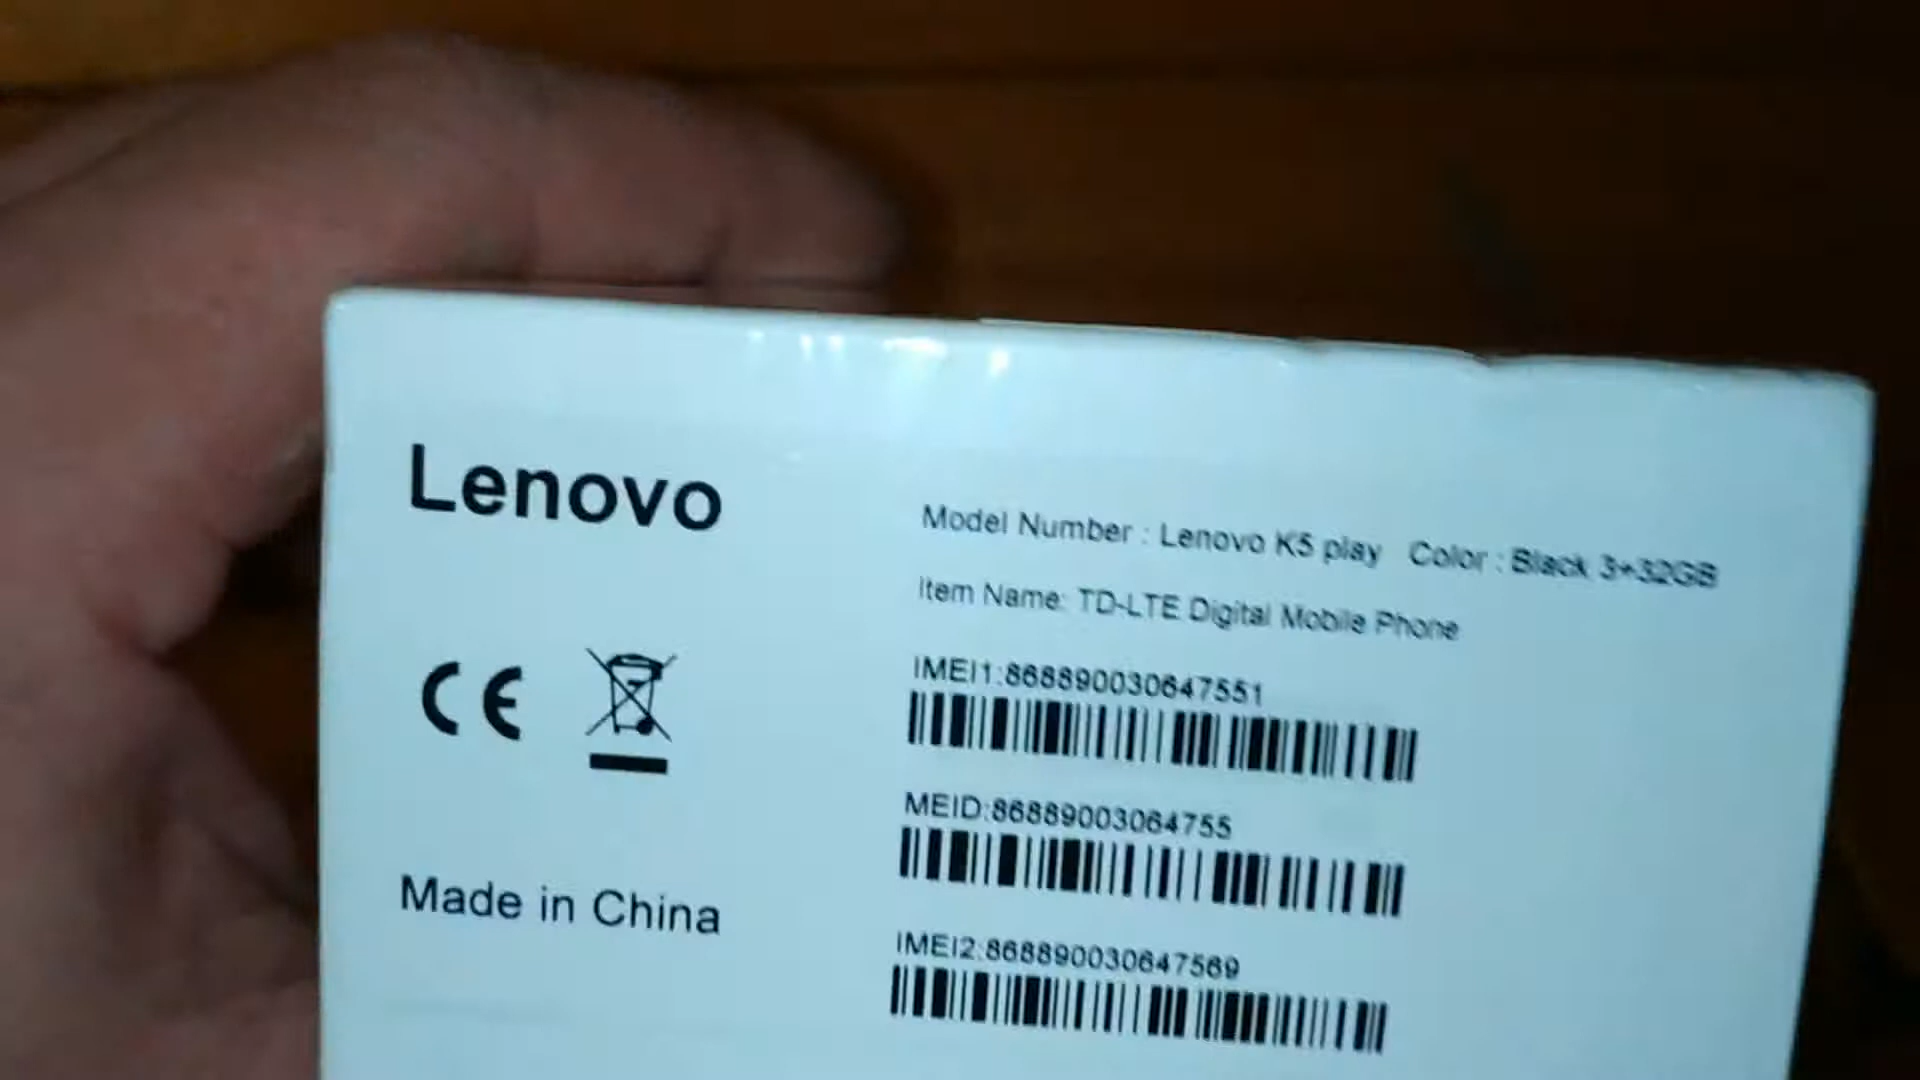 Lenovo
Model Number : Lenovo K5 play Color : Black 3+32GB
Item Name: TD-LTE Digital Mobile Phone
IMEI1:868890030647551
CE
MEID:86889003064755
Made in China
IMEI2:868890030647569